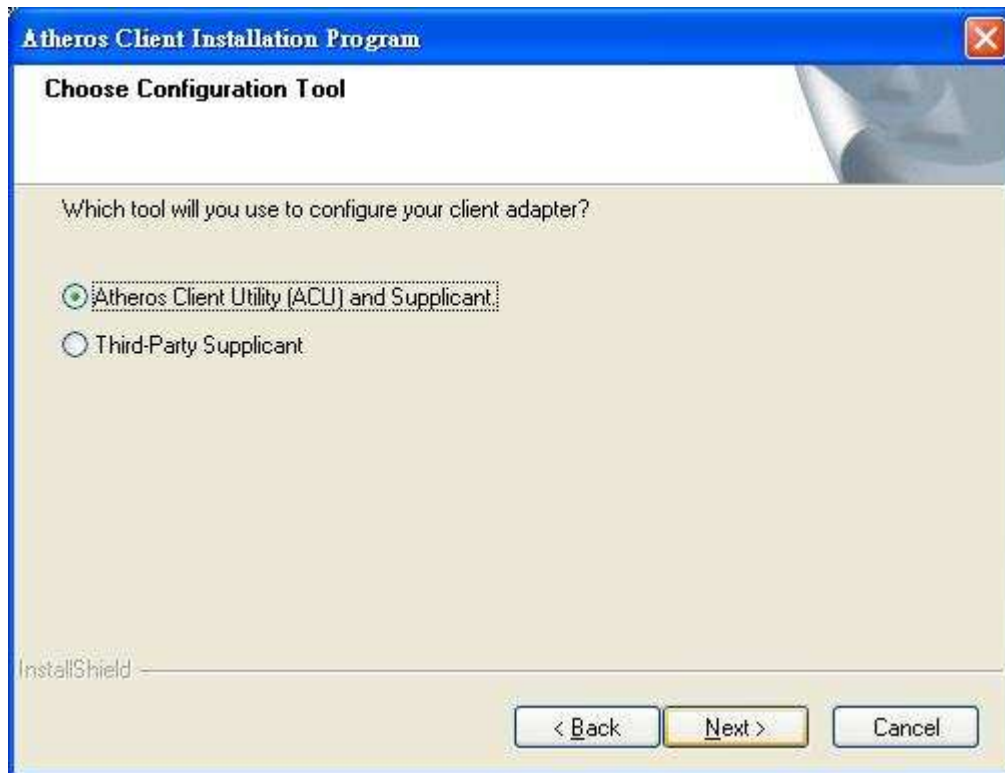 Atheros Client Installation Program
Choose Configuration Tool
Which tool will you use to configure your client adapter?
Atheros Client Utility (ACU) and Supplicant.
Third-Party Supplicant
InstallShield
< Back Next > Cancel